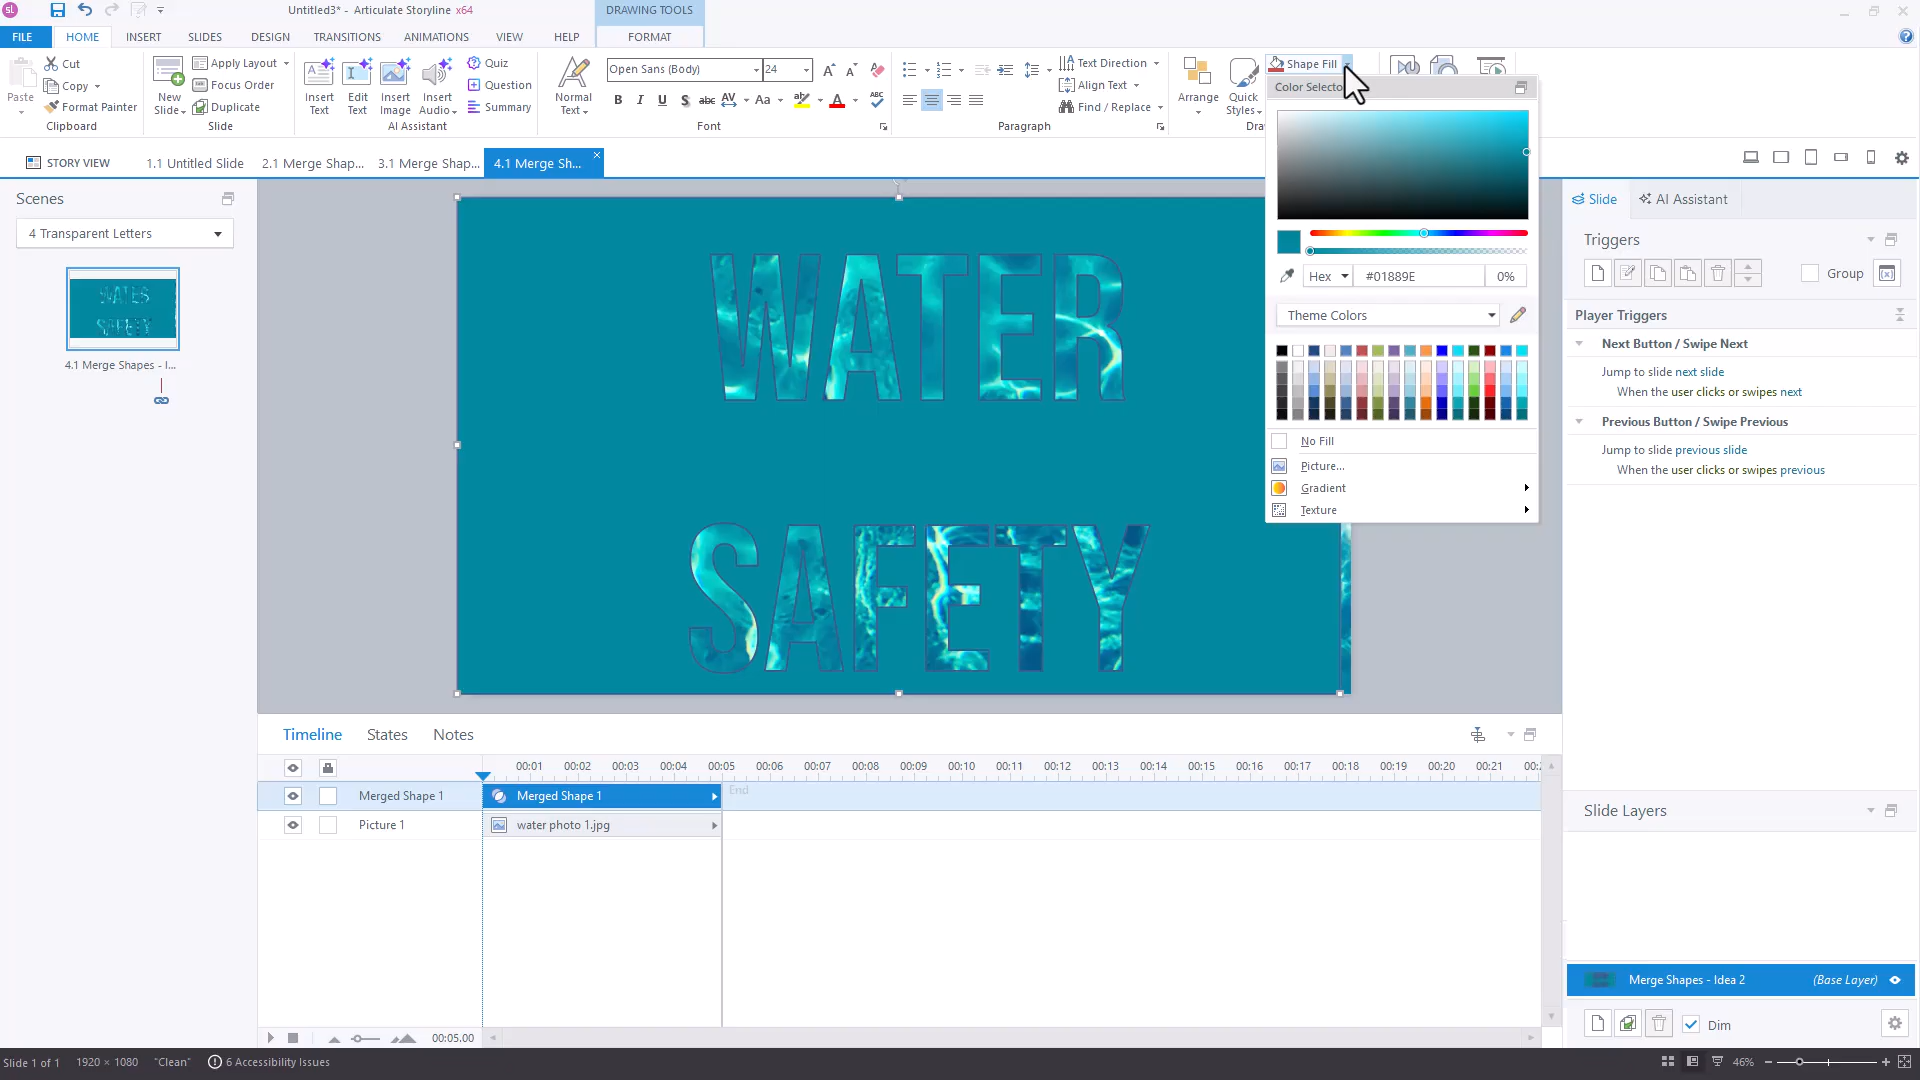 Untitled3* - Articulate Storyline x64
DRAWING TOOLS
FILE HOME INSERT SLIDES DESIGN TRANSITIONS ANIMATIONS VIEW HELP FORMAT
Paste
Cut
Copy
Format Painter
Clipboard
New Slide
Apply Layout
Focus Order
Duplicate
Slide
Insert Text
Edit Text
Insert Image
Insert Audio
Quiz
Question
Summary
AI Assistant
Normal Text
Open Sans (Body) 24
B I U S abc AV Aa A
Font
Text Direction
Align Text
Find / Replace
Paragraph
Arrange
Quick Styles
Shape Fill
Color Selecto
Hex #01889E 0%
Theme Colors
No Fill
Picture...
Gradient
Texture
STORY VIEW 1.1 Untitled Slide 2.1 Merge Shap... 3.1 Merge Shap... 4.1 Merge Sh...
Scenes
4 Transparent Letters
WATER
SAFETY
4.1 Merge Shapes - I...
WATER
SAFETY
Slide AI Assistant
Triggers
Group
Player Triggers
Next Button / Swipe Next
Jump to slide next slide
When the user clicks or swipes next
Previous Button / Swipe Previous
Jump to slide previous slide
When the user clicks or swipes previous
Timeline States Notes
00:01 00:02 00:03 00:04 00:05 00:06 00:07 00:08 00:09 00:10 00:11 00:12 00:13 00:14 00:15 00:16 00:17 00:18 00:19 00:20 00:21
Merged Shape 1 Merged Shape 1 End
Picture 1 water photo 1.jpg
00:05.00
Slide Layers
Merge Shapes - Idea 2 (Base Layer)
Dim
Slide 1 of 1 1920 × 1080 "Clean" 6 Accessibility Issues 46%